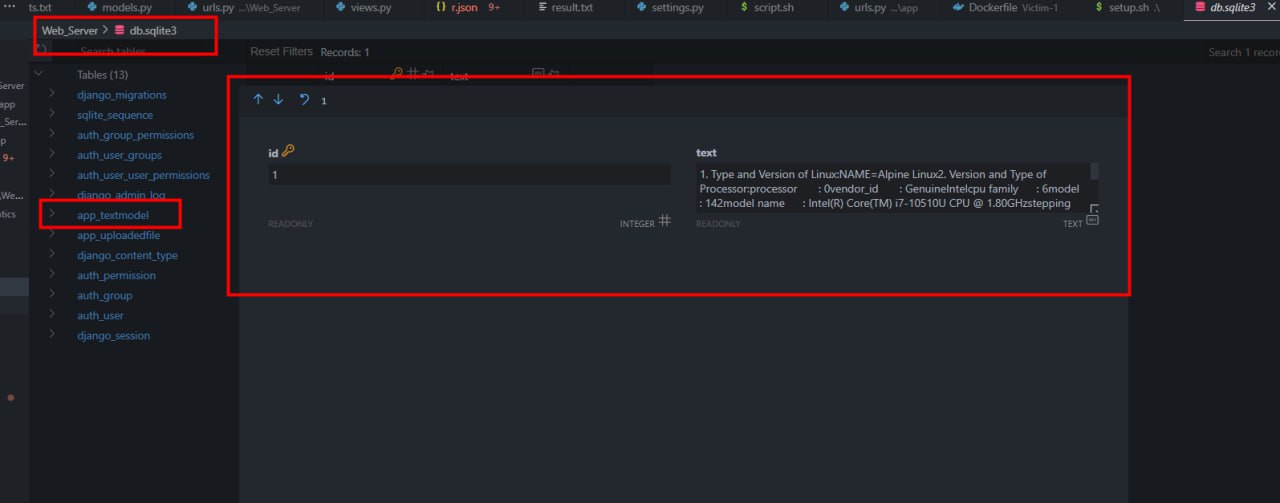 ··· ts.txt models.py urls.py ...\Web_Server views.py {} r.json 9+ result.txt settings.py $ script.sh urls.py ...\app Dockerfile Victim-1 $ setup.sh .\ db.sqlite3
Web_Server > db.sqlite3
Search tables Reset Filters Records: 1 Search 1 recor
Tables (13) id text
django_migrations
sqlite_sequence
auth_group_permissions
auth_user_groups
auth_user_user_permissions
django_admin_log
app_textmodel
app_uploadedfile
django_content_type
auth_permission
auth_group
auth_user
django_session
Server
app
_Ser...
p
9+
,We...
tics
1
id
1
READONLY INTEGER
text
1. Type and Version of Linux:NAME=Alpine Linux2. Version and Type of
Processor:processor : 0vendor_id : GenuineIntelcpu family : 6model
: 142model name : Intel(R) Core(TM) i7-10510U CPU @ 1.80GHzstepping
READONLY TEXT